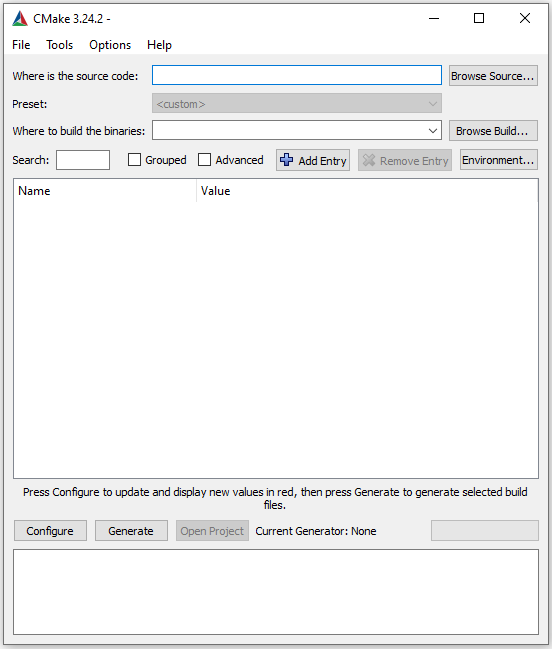 CMake 3.24.2 -
File Tools Options Help
Where is the source code: Browse Source...
Preset: <custom>
Where to build the binaries: Browse Build...
Search: Grouped Advanced Add Entry Remove Entry Environment...
Name Value
Press Configure to update and display new values in red, then press Generate to generate selected build
files.
Configure Generate Open Project Current Generator: None